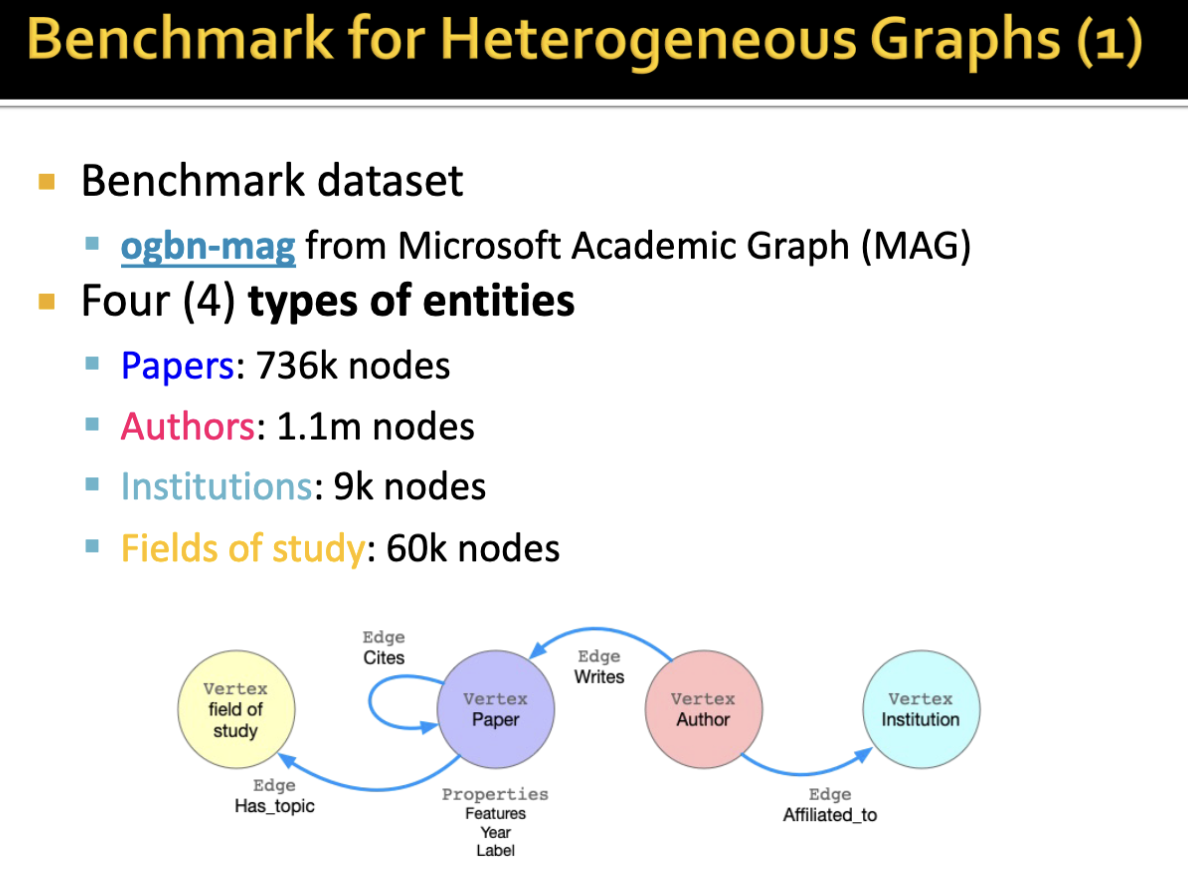 Benchmark for Heterogeneous Graphs (1)
Benchmark dataset
ogbn-mag from Microsoft Academic Graph (MAG)
Four (4) types of entities
Papers: 736k nodes
Authors: 1.1m nodes
Institutions: 9k nodes
Fields of study: 60k nodes
Edge
Cites
Edge
Writes
Vertex
field of
study
Vertex
Paper
Vertex
Author
Vertex
Institution
Edge
Has_topic
Properties
Features
Year
Label
Edge
Affiliated_to